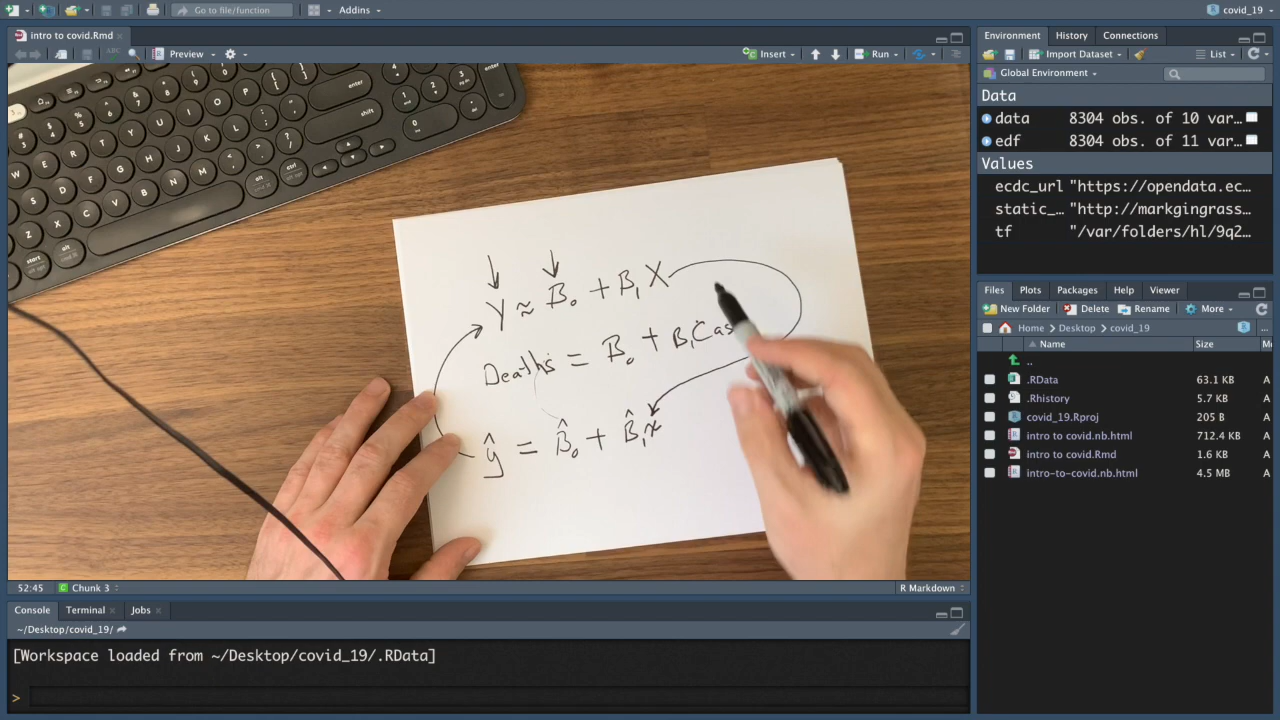 Go to file/function
Addins
covid_19
intro to covid.Rmd
Preview
Insert
Run
Y ≈ B₀ + B₁ X
Deaths = B₀ + B₁Cas
ŷ = B̂₀ + B̂₁x
52:45
Chunk 3
R Markdown
Console
Terminal
Jobs
~/Desktop/covid_19/
[Workspace loaded from ~/Desktop/covid_19/.RData]
>
Environment
History
Connections
Import Dataset
List
Global Environment
Data
data 8304 obs. of 10 var…
edf 8304 obs. of 11 var…
Values
ecdc_url "https://opendata.ec…
static_… "http://markgingrass…
tf "/var/folders/hl/9q2…
Files
Plots
Packages
Help
Viewer
New Folder
Delete
Rename
More
Home
Desktop
covid_19
Name
Size
..
.RData 63.1 KB A
.Rhistory 5.7 KB A
covid_19.Rproj 205 B A
intro to covid.nb.html 712.4 KB A
intro to covid.Rmd 1.6 KB A
intro-to-covid.nb.html 4.5 MB A